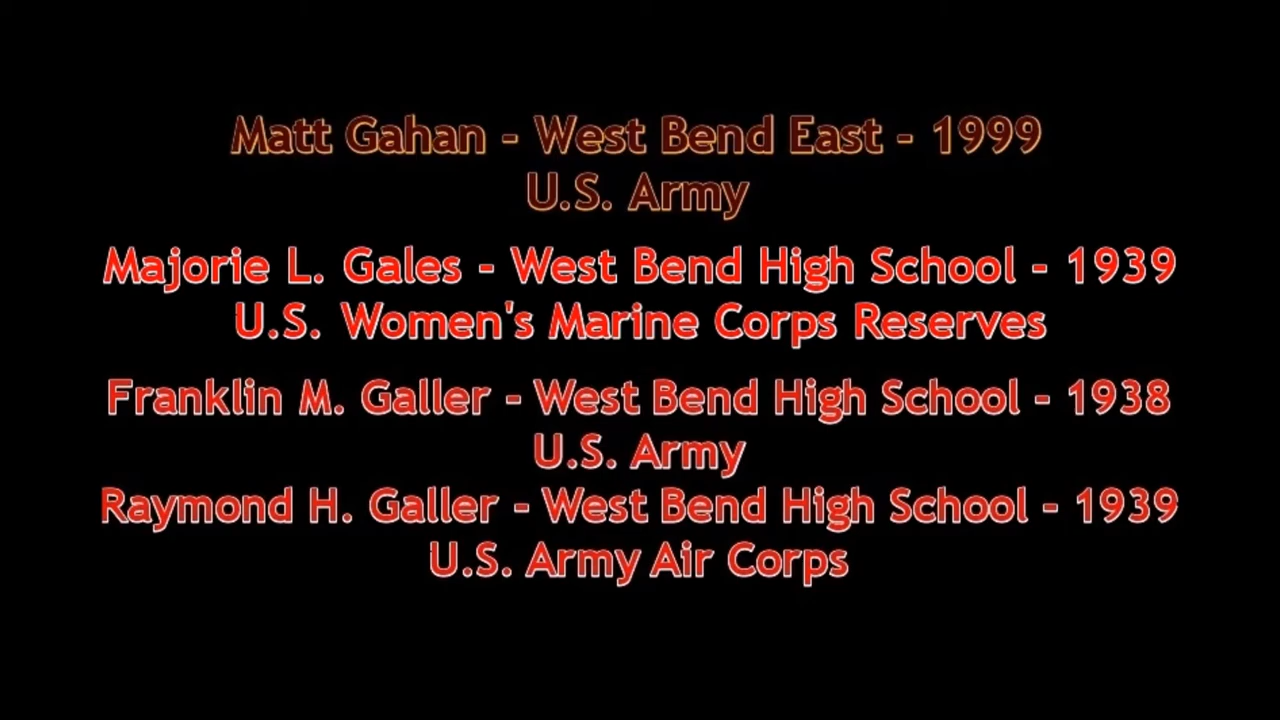 Matt Gahan - West Bend East - 1999
U.S. Army
Majorie L. Gales - West Bend High School - 1939
U.S. Women's Marine Corps Reserves
Franklin M. Galler - West Bend High School - 1938
U.S. Army
Raymond H. Galler - West Bend High School - 1939
U.S. Army Air Corps